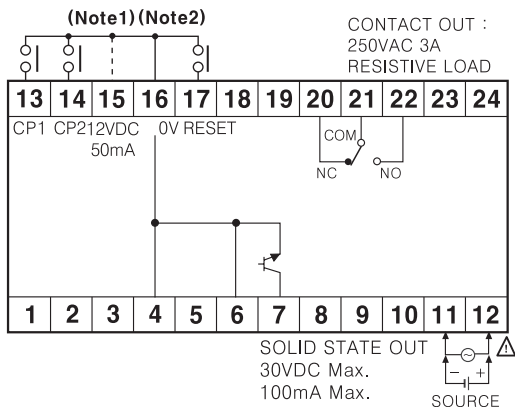 (Note1) (Note2)
CONTACT OUT :
250VAC 3A
RESISTIVE LOAD
13 14 15 16 17 18 19 20 21 22 23 24
CP1 CP2 12VDC 0V RESET
50mA
COM
NC NO
1 2 3 4 5 6 7 8 9 10 11 12
SOLID STATE OUT
30VDC Max.
100mA Max.
- +
SOURCE